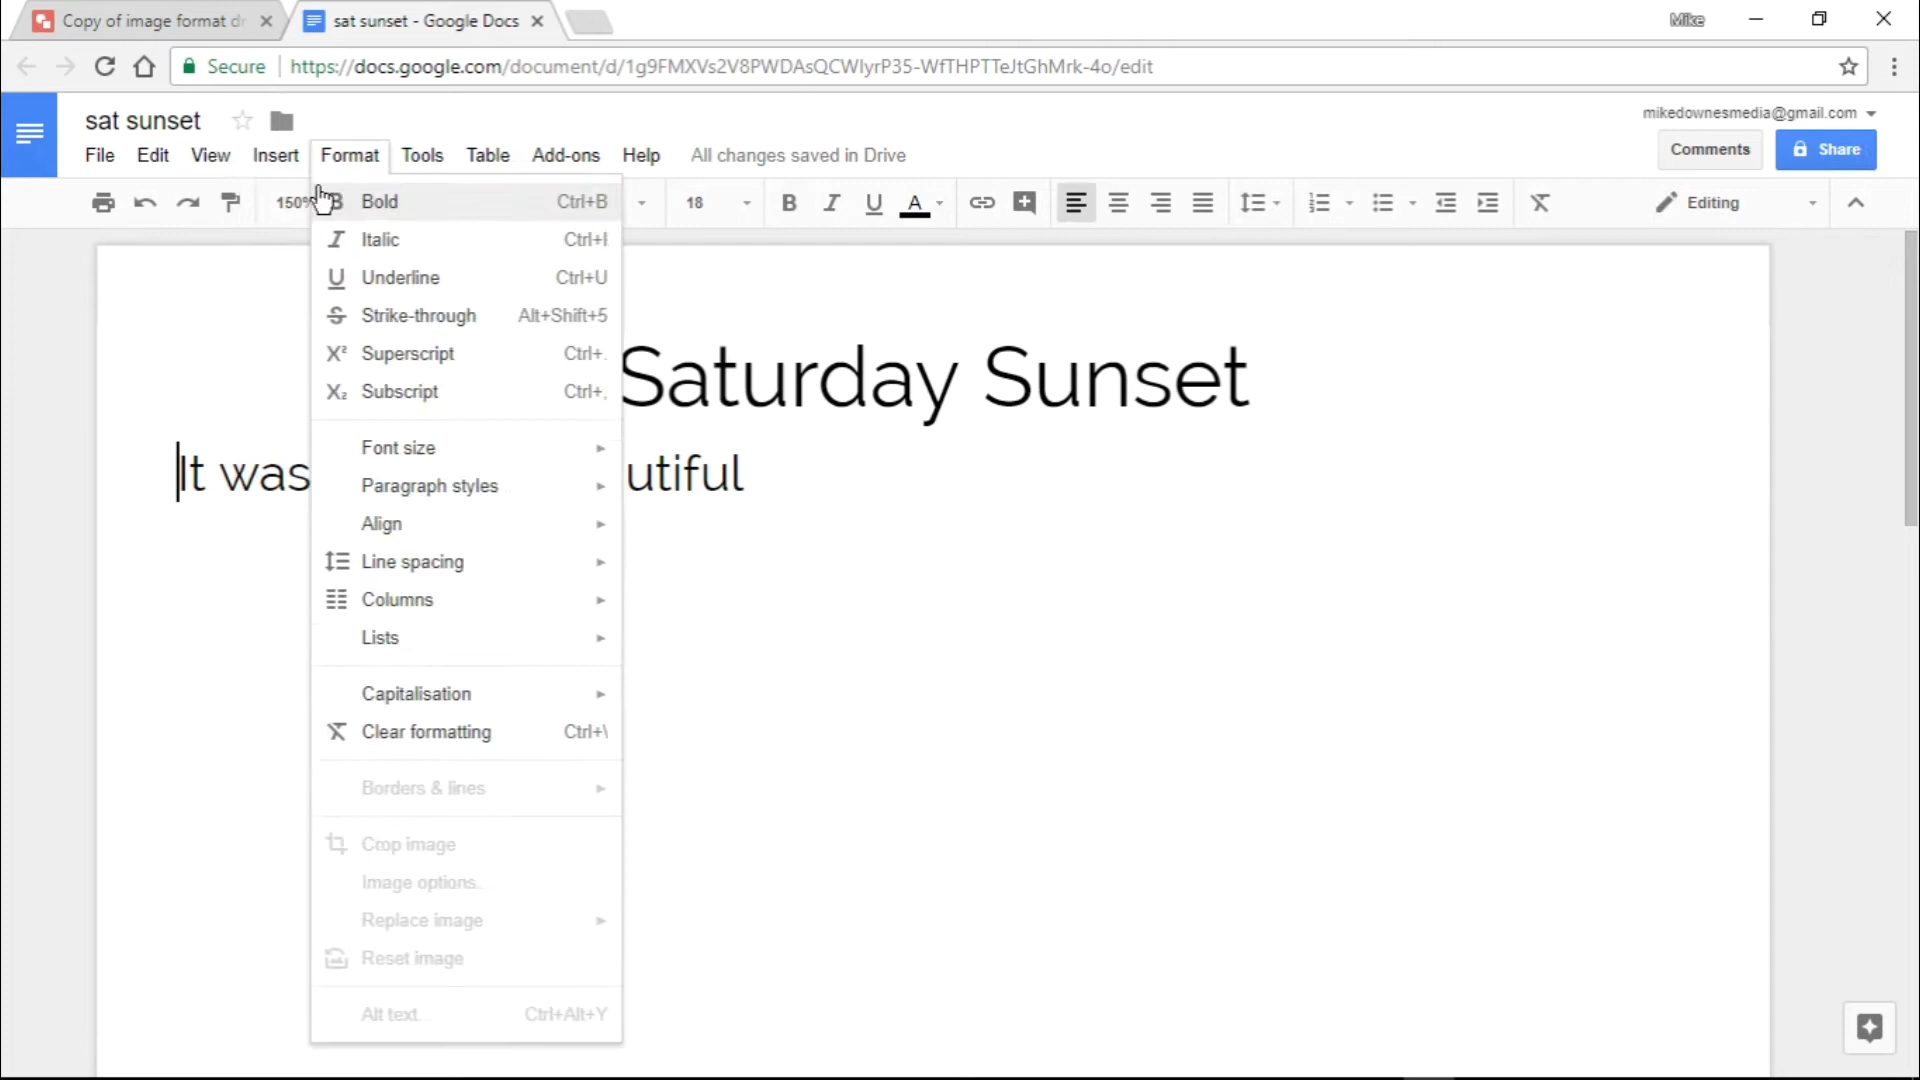 Copy of image format dr
sat sunset - Google Docs
Mike
Secure
https://docs.google.com/document/d/1g9FMXVs2V8PWDAsQCWIyrP35-WfTHPTTeJtGhMrk-4o/edit
sat sunset
mikedownesmedia@gmail.com
File Edit View Insert Format Tools Table Add-ons Help All changes saved in Drive
Comments
Share
150%
18
B I U A
Editing
B Bold Ctrl+B
I Italic Ctrl+I
U Underline Ctrl+U
S Strike-through Alt+Shift+5
X² Superscript Ctrl+.
X₂ Subscript Ctrl+,
Saturday Sunset
Font size
It was utiful
Paragraph styles
Align
Line spacing
Columns
Lists
Capitalisation
Clear formatting Ctrl+\
Borders & lines
Crop image
Image options...
Replace image
Reset image
Alt text... Ctrl+Alt+Y